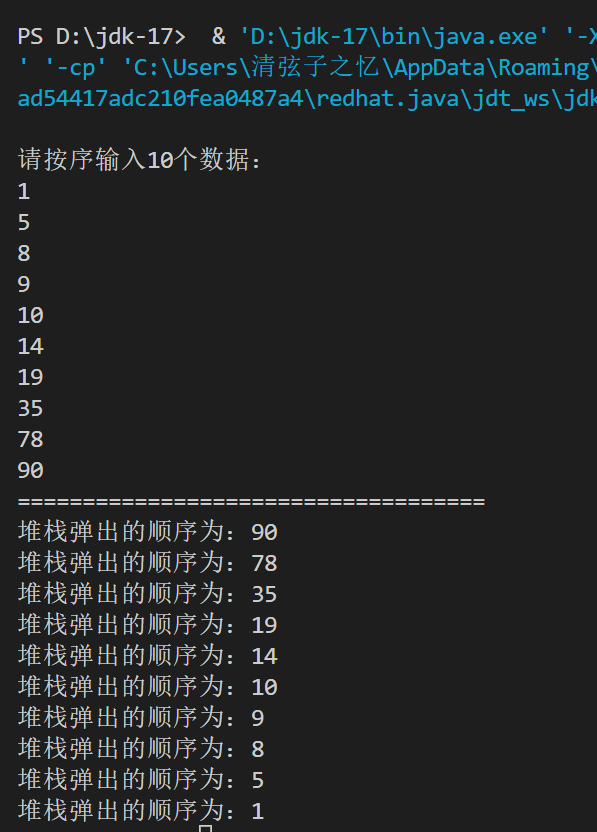 PS D:\jdk-17>  & 'D:\jdk-17\bin\java.exe' '-X
' '-cp' 'C:\Users\清弦子之忆\AppData\Roaming\
ad54417adc210fea0487a4\redhat.java\jdt_ws\jdk
请按序输入10个数据：
1
5
8
9
10
14
19
35
78
90
====================================
堆栈弹出的顺序为：90
堆栈弹出的顺序为：78
堆栈弹出的顺序为：35
堆栈弹出的顺序为：19
堆栈弹出的顺序为：14
堆栈弹出的顺序为：10
堆栈弹出的顺序为：9
堆栈弹出的顺序为：8
堆栈弹出的顺序为：5
堆栈弹出的顺序为：1